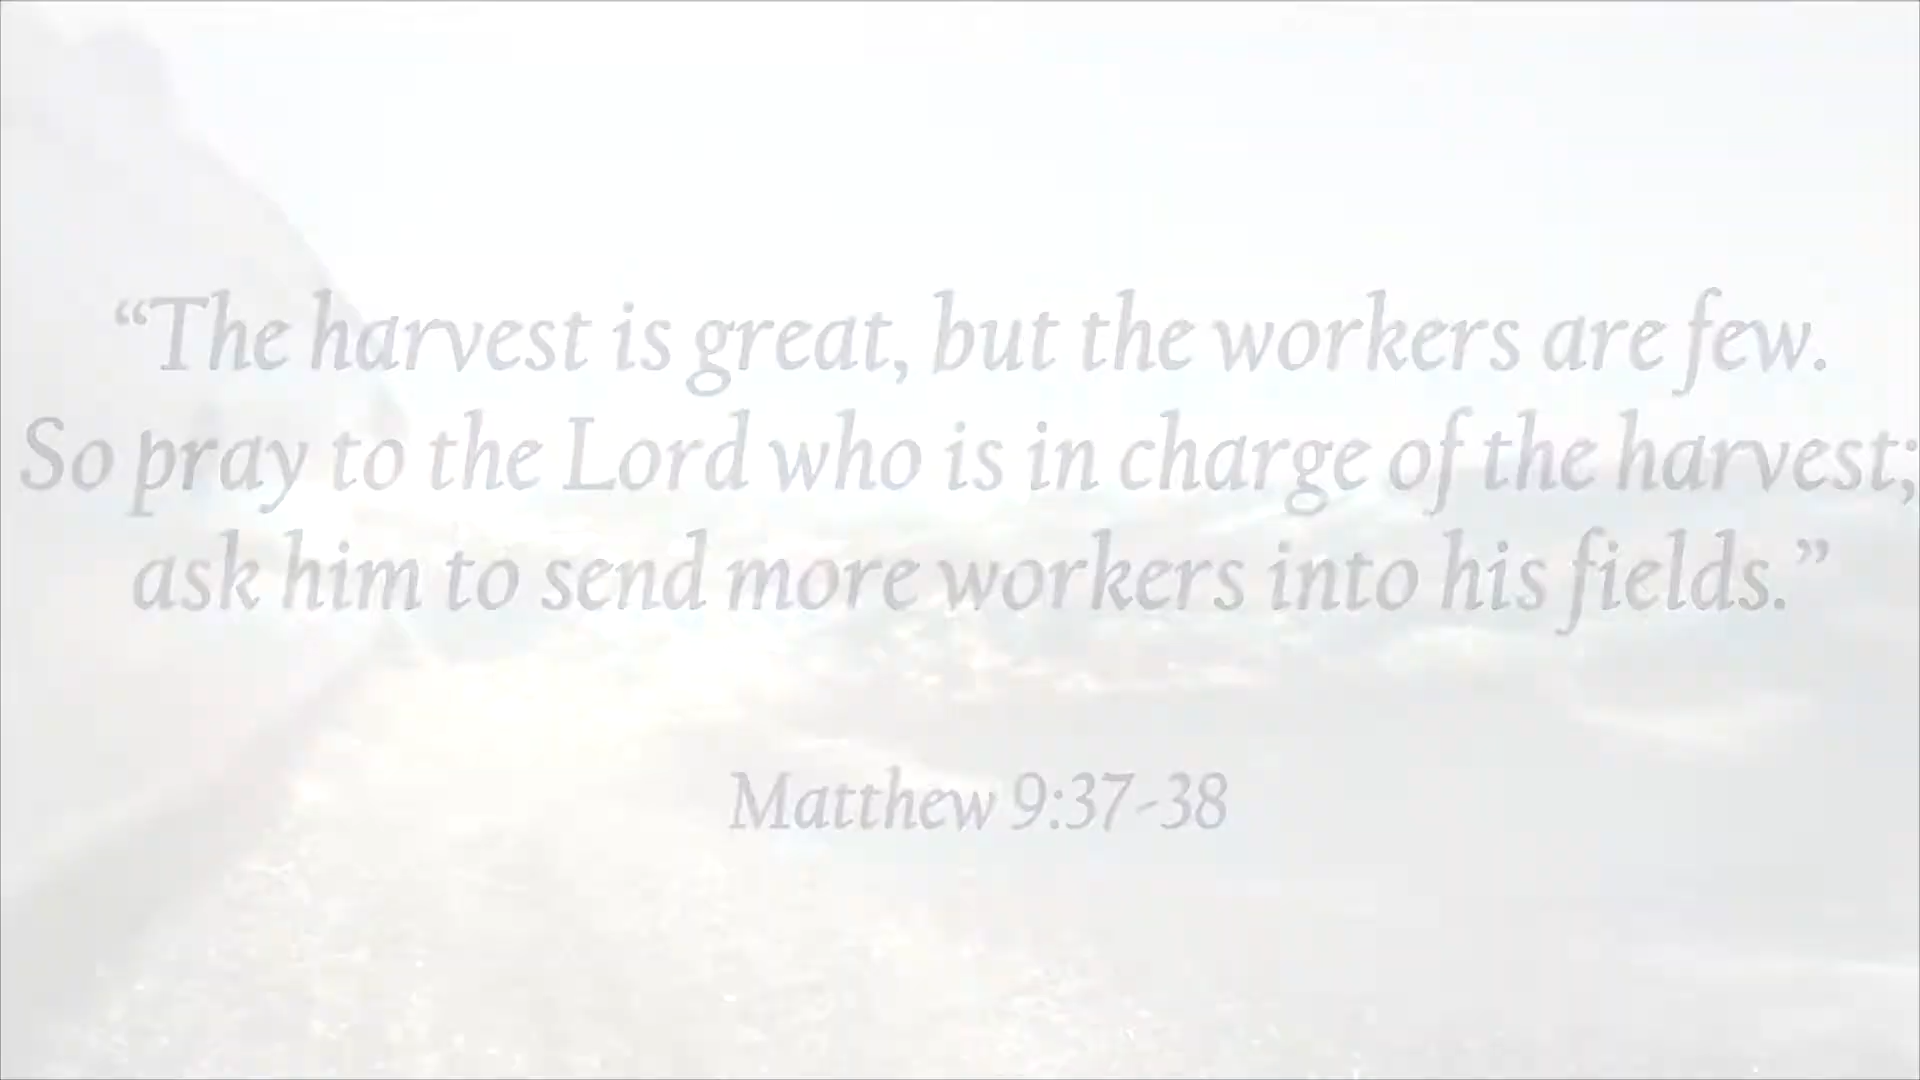 “The harvest is great, but the workers are few.
So pray to the Lord who is in charge of the harvest;
ask him to send more workers into his fields.”
Matthew 9:37-38